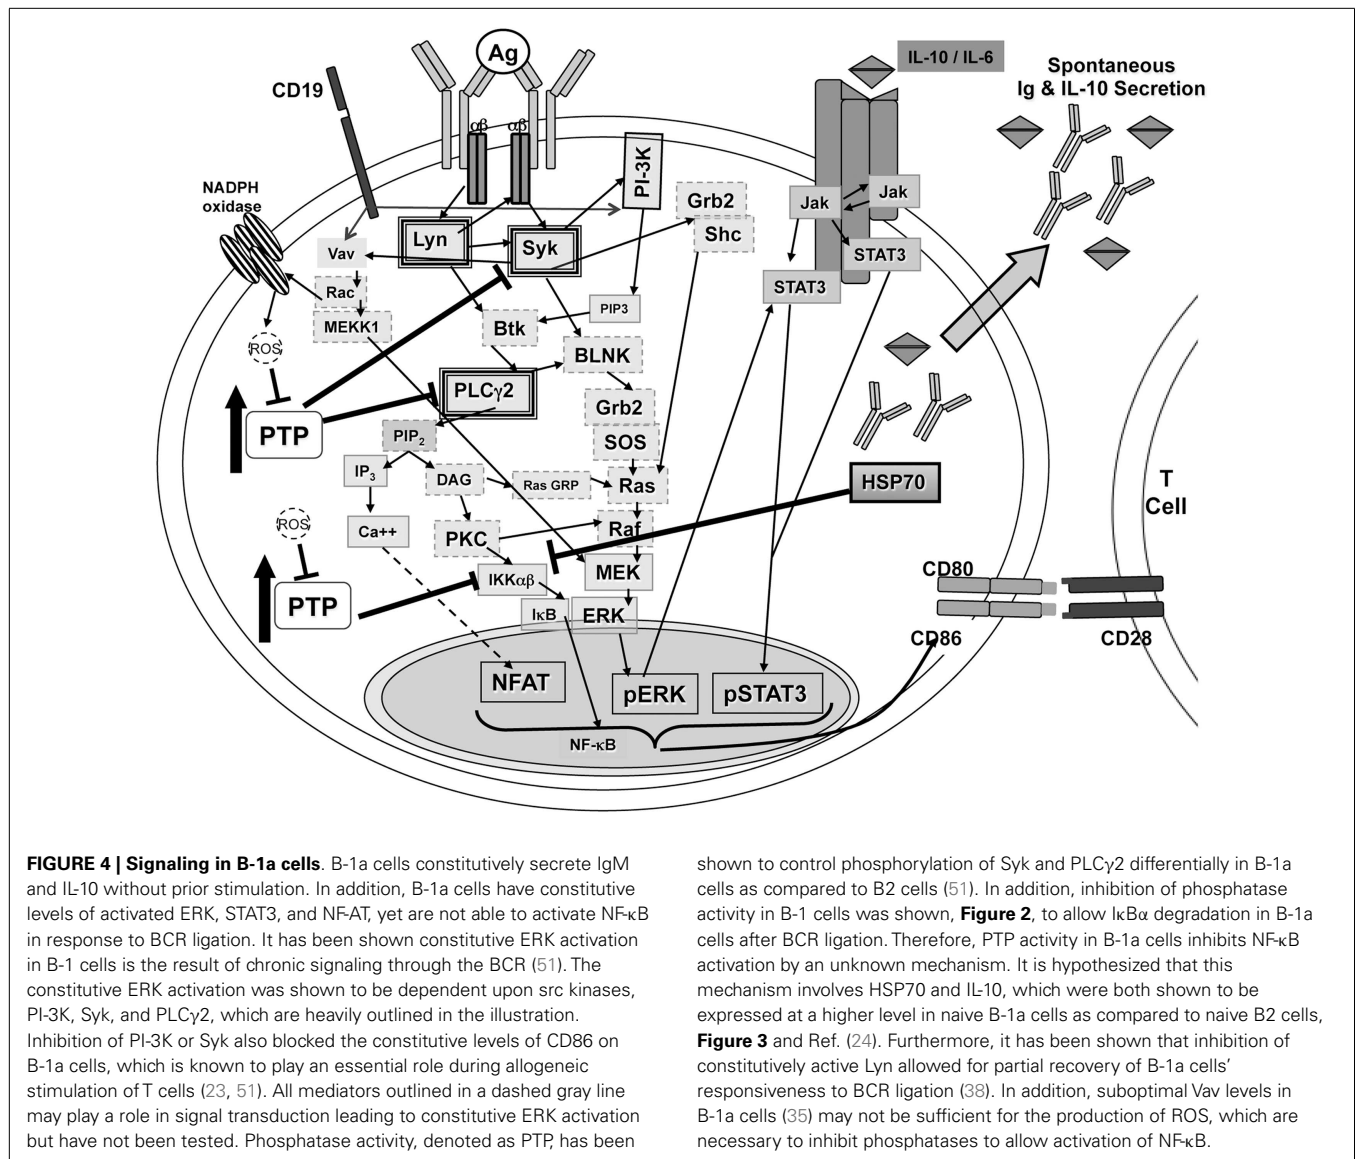 Ag
IL-10 / IL-6
Spontaneous
Ig & IL-10 Secretion
CD19
αβ
αβ
PI-3K
NADPH
oxidase
Grb2
Shc
Jak
Jak
Lyn
Syk
Vav
STAT3
STAT3
Rac
MEKK1
PIP3
Btk
ROS
BLNK
PLCγ2
Grb2
PTP
PIP2
SOS
IP3
DAG
Ras GRP
Ras
HSP70
T
Cell
ROS
Ca++
PKC
Raf
IKKαβ
MEK
CD80
PTP
IκB
ERK
CD86
CD28
NFAT
pERK
pSTAT3
NF-κB
FIGURE 4 | Signaling in B-1a cells. B-1a cells constitutively secrete IgM
and IL-10 without prior stimulation. In addition, B-1a cells have constitutive
levels of activated ERK, STAT3, and NF-AT, yet are not able to activate NF-κB
in response to BCR ligation. It has been shown constitutive ERK activation
in B-1 cells is the result of chronic signaling through the BCR (51). The
constitutive ERK activation was shown to be dependent upon src kinases,
PI-3K, Syk, and PLCγ2, which are heavily outlined in the illustration.
Inhibition of PI-3K or Syk also blocked the constitutive levels of CD86 on
B-1a cells, which is known to play an essential role during allogeneic
stimulation of T cells (23, 51). All mediators outlined in a dashed gray line
may play a role in signal transduction leading to constitutive ERK activation
but have not been tested. Phosphatase activity, denoted as PTP, has been
shown to control phosphorylation of Syk and PLCγ2 differentially in B-1a
cells as compared to B2 cells (51). In addition, inhibition of phosphatase
activity in B-1 cells was shown, Figure 2, to allow IκBα degradation in B-1a
cells after BCR ligation. Therefore, PTP activity in B-1a cells inhibits NF-κB
activation by an unknown mechanism. It is hypothesized that this
mechanism involves HSP70 and IL-10, which were both shown to be
expressed at a higher level in naive B-1a cells as compared to naive B2 cells,
Figure 3 and Ref. (24). Furthermore, it has been shown that inhibition of
constitutively active Lyn allowed for partial recovery of B-1a cells'
responsiveness to BCR ligation (38). In addition, suboptimal Vav levels in
B-1a cells (35) may not be sufficient for the production of ROS, which are
necessary to inhibit phosphatases to allow activation of NF-κB.